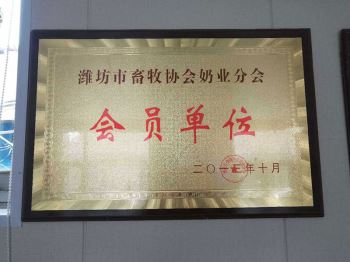 潍坊市畜牧协会奶业分会
会员单位
二〇一三年十月